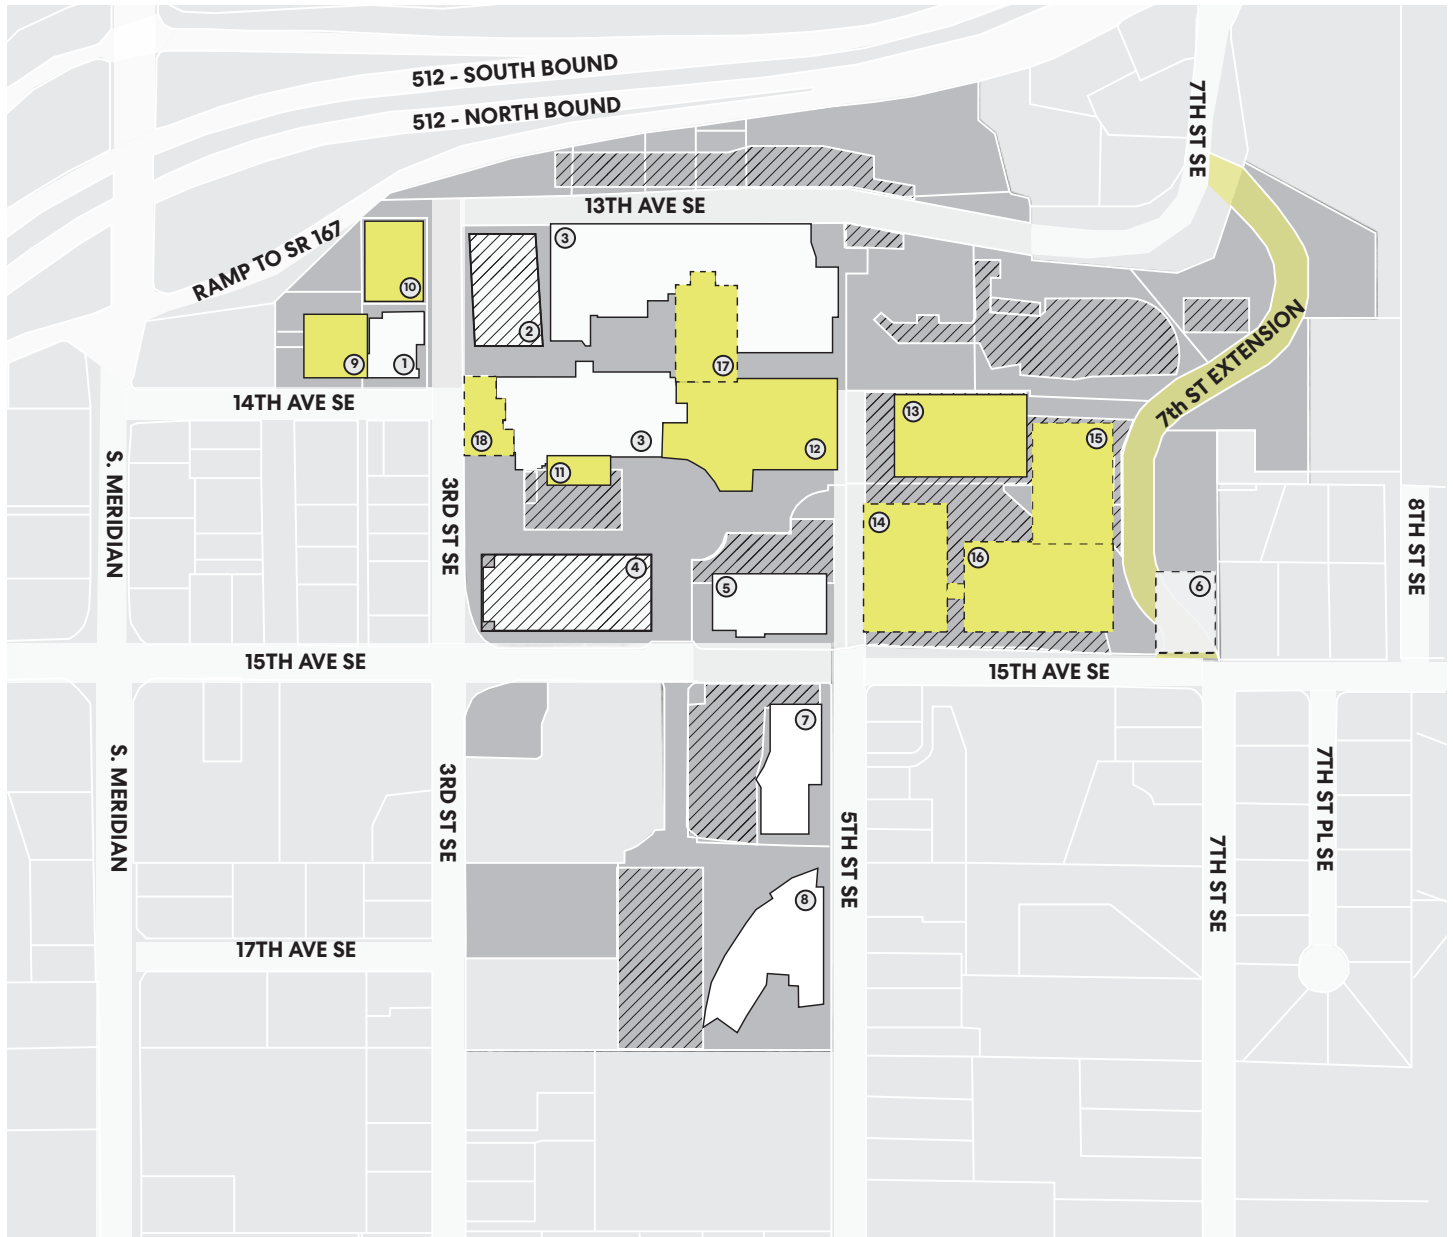 512 - SOUTH BOUND
512 - NORTH BOUND
7TH ST SE
13TH AVE SE
RAMP TO SR 167
3
10
2
9
1
17
7th ST EXTENSION
14TH AVE SE
13
18
3
12
15
11
S. MERIDIAN
3RD ST SE
14
8TH ST SE
4
5
16
6
15TH AVE SE
15TH AVE SE
7
S. MERIDIAN
3RD ST SE
5TH ST SE
7TH ST SE
7TH ST PL SE
8
17TH AVE SE